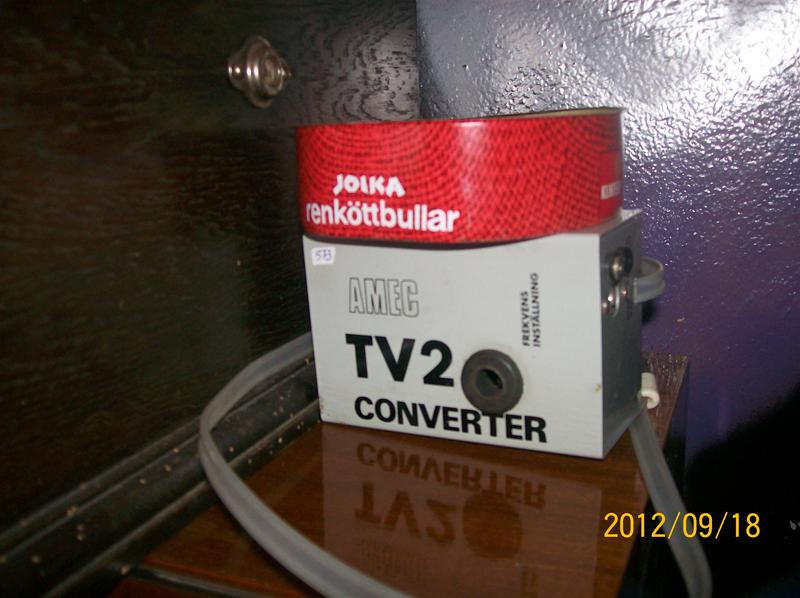 JOIKA
renköttbullar
573
AMEC
FREKVENS
INSTÄLLNING
TV2
CONVERTER
2012/09/18